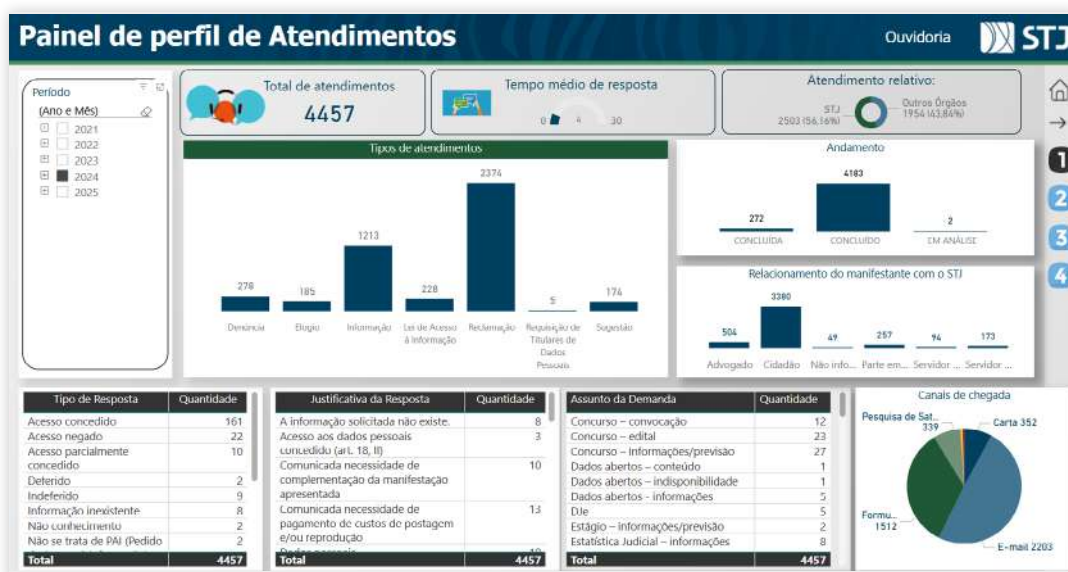 Painel de perfil de Atendimentos
Ouvidoria
STJ
Período
(Ano e Mês)
2021
2022
2023
2024
2025
Total de atendimentos
4457
Tempo médio de resposta
0
4
30
Atendimento relativo:
STJ
2503 (56,16%)
Outros Órgãos
1954 (43,84%)
1
2
3
4
Tipos de atendimentos
278
185
1213
228
2374
5
174
Denúncia
Elogio
Informação
Lei de Acesso
à Informação
Reclamação
Requisição de
Titulares de
Dados
Pessoais
Sugestão
Andamento
272
4183
2
CONCLUÍDA
CONCLUÍDO
EM ANÁLISE
Relacionamento do manifestante com o STJ
504
3380
49
257
94
173
Advogado
Cidadão
Não info...
Parte em...
Servidor ...
Servidor ...
Tipo de Resposta Quantidade
Acesso concedido 161
Acesso negado 22
Acesso parcialmente 10
concedido
Deferido 2
Indeferido 9
Informação inexistente 8
Não conhecimento 2
Não se trata de PAI (Pedido 2
Total 4457
Justificativa da Resposta Quantidade
A informação solicitada não existe. 8
Acesso aos dados pessoais 3
concedido (art. 18, II)
Comunicada necessidade de 10
complementação da manifestação
apresentada
Comunicada necessidade de 13
pagamento de custos de postagem
e/ou reprodução
Total 4457
Assunto da Demanda Quantidade
Concurso – convocação 12
Concurso – edital 23
Concurso – Informações/previsão 27
Dados abertos – conteúdo 1
Dados abertos – indisponibilidade 1
Dados abertos - informações 5
DJe 5
Estágio – informações/previsão 2
Estatística Judicial – informações 8
Total 4457
Canais de chegada
Pesquisa de Sat...
339
Carta 352
Formu...
1512
E-mail 2203